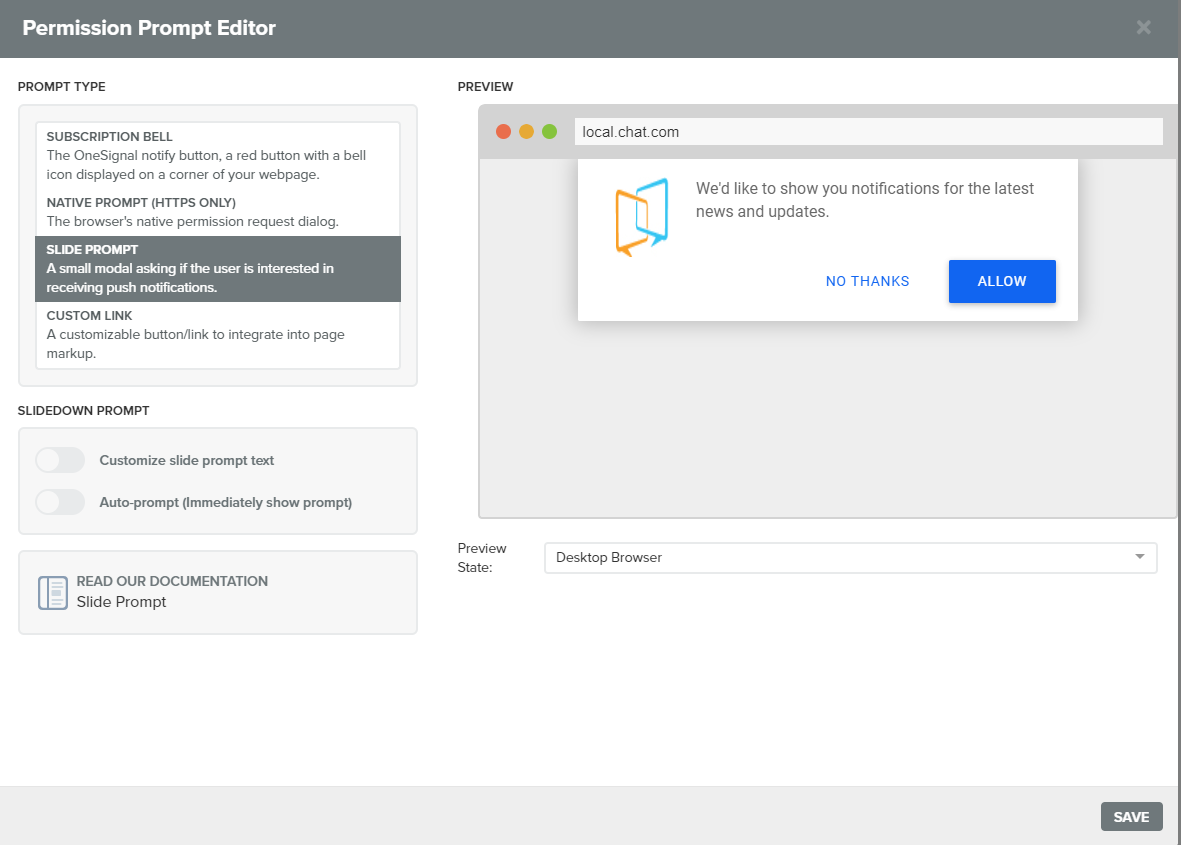 Permission Prompt Editor
PROMPT TYPE
SUBSCRIPTION BELL
The OneSignal notify button, a red button with a bell
icon displayed on a corner of your webpage.
NATIVE PROMPT (HTTPS ONLY)
The browser's native permission request dialog.
SLIDE PROMPT
A small modal asking if the user is interested in
receiving push notifications.
CUSTOM LINK
A customizable button/link to integrate into page
markup.
SLIDEDOWN PROMPT
Customize slide prompt text
Auto-prompt (Immediately show prompt)
READ OUR DOCUMENTATION
Slide Prompt
PREVIEW
local.chat.com
We'd like to show you notifications for the latest
news and updates.
NO THANKS
ALLOW
Preview
State:
Desktop Browser
SAVE